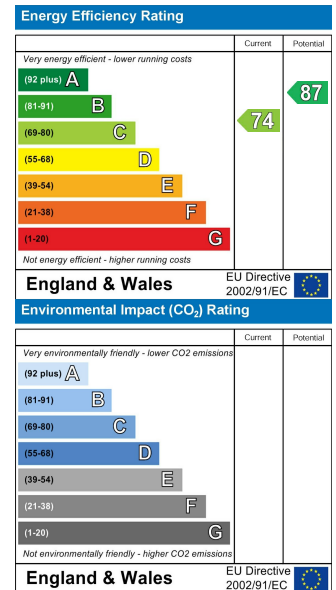 Energy Efficiency Rating
Current Potential
Very energy efficient - lower running costs
(92 plus) A
(81-91) B
87
(69-80) C
74
(55-68) D
(39-54) E
(21-38) F
(1-20) G
Not energy efficient - higher running costs
England & Wales
EU Directive
2002/91/EC
Environmental Impact (CO₂) Rating
Current Potential
Very environmentally friendly - lower CO2 emissions
(92 plus) A
(81-91) B
(69-80) C
(55-68) D
(39-54) E
(21-38) F
(1-20) G
Not environmentally friendly - higher CO2 emissions
England & Wales
EU Directive
2002/91/EC